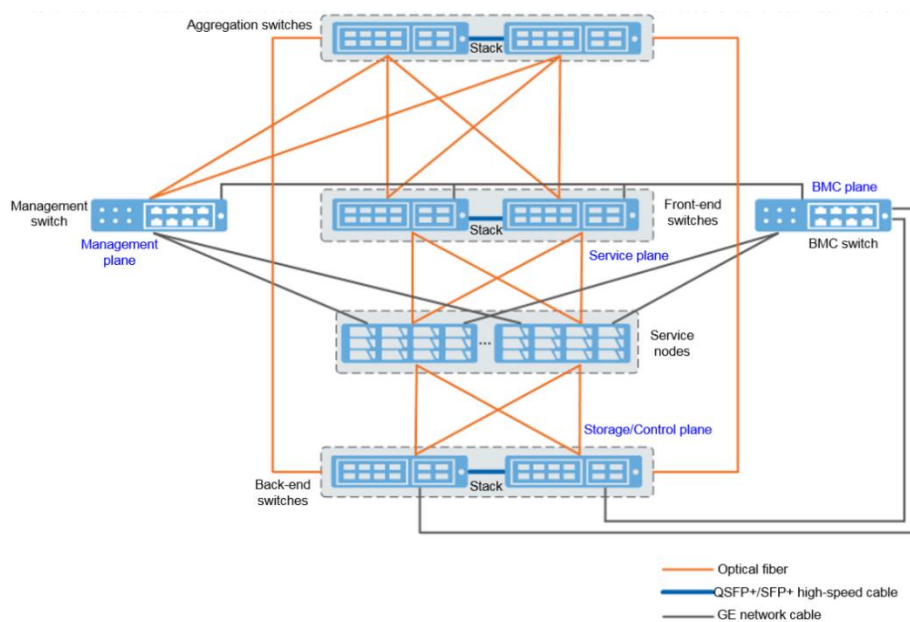 Aggregation switches
Stack
Management
switch
Management
plane
Stack
Front-end
switches
BMC plane
BMC switch
Service plane
...
Service
nodes
Storage/Control plane
Back-end
switches
Stack
Optical fiber
QSFP+/SFP+ high-speed cable
GE network cable